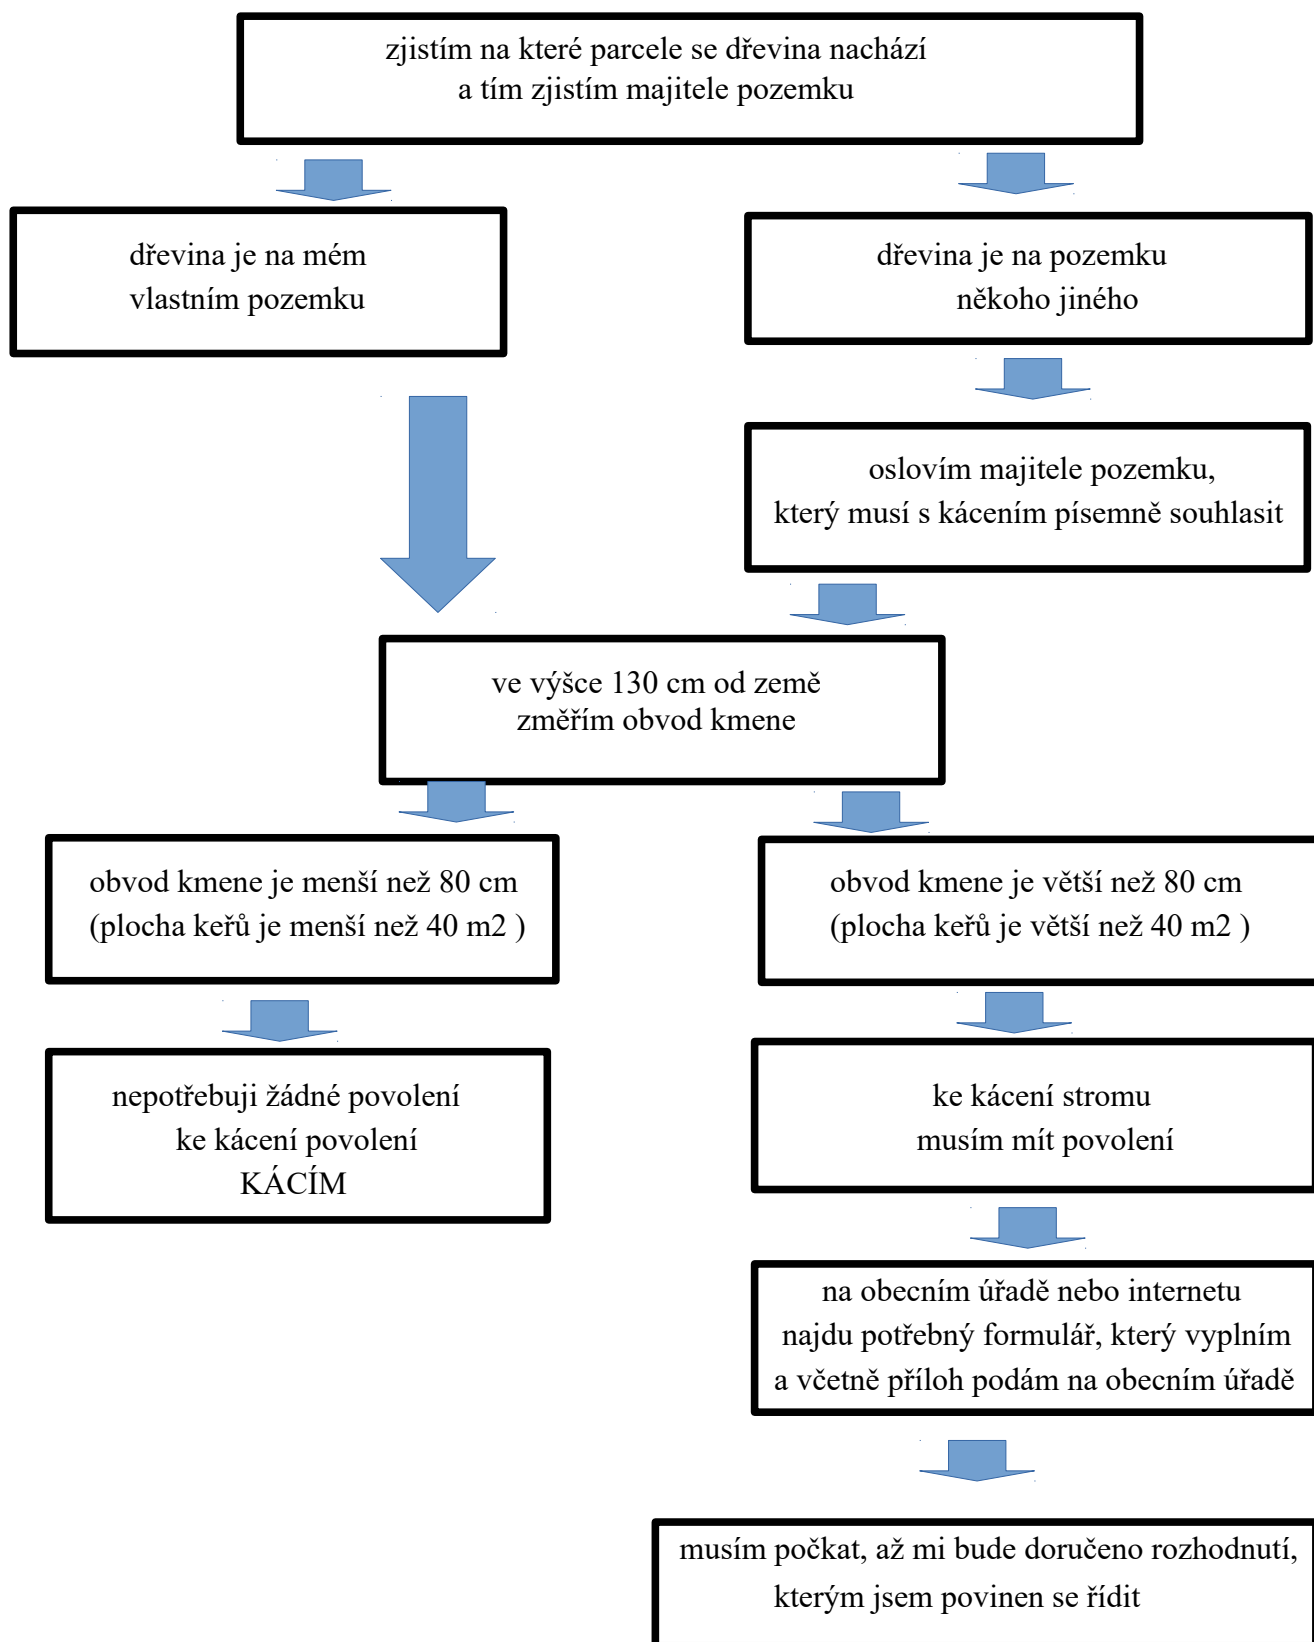 zjistím na které parcele se dřevina nachází
a tím zjistím majitele pozemku
dřevina je na mém
vlastním pozemku
dřevina je na pozemku
někoho jiného
oslovím majitele pozemku,
který musí s kácením písemně souhlasit
ve výšce 130 cm od země
změřím obvod kmene
obvod kmene je menší než 80 cm
(plocha keřů je menší než 40 m2 )
obvod kmene je větší než 80 cm
(plocha keřů je větší než 40 m2 )
nepotřebuji žádné povolení
ke kácení povolení
KÁCÍM
ke kácení stromu
musím mít povolení
na obecním úřadě nebo internetu
najdu potřebný formulář, který vyplním
a včetně příloh podám na obecním úřadě
musím počkat, až mi bude doručeno rozhodnutí,
kterým jsem povinen se řídit